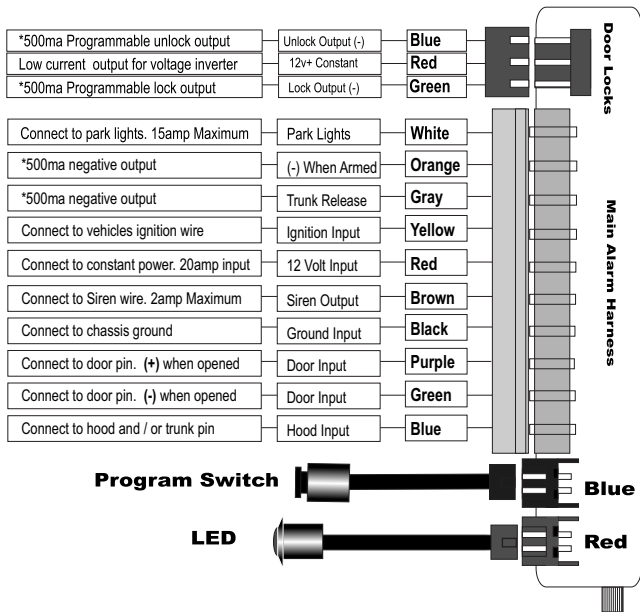 *500ma Programmable unlock output Unlock Output (-) Blue
Low current output for voltage inverter 12v+ Constant Red
*500ma Programmable lock output Lock Output (-) Green
Door Locks
Connect to park lights. 15amp Maximum Park Lights White
*500ma negative output (-) When Armed Orange
*500ma negative output Trunk Release Gray
Connect to vehicles ignition wire Ignition Input Yellow
Connect to constant power. 20amp input 12 Volt Input Red
Connect to Siren wire. 2amp Maximum Siren Output Brown
Connect to chassis ground Ground Input Black
Connect to door pin. (+) when opened Door Input Purple
Connect to door pin. (-) when opened Door Input Green
Connect to hood and / or trunk pin Hood Input Blue
Main Alarm Harness
Program Switch Blue
LED Red